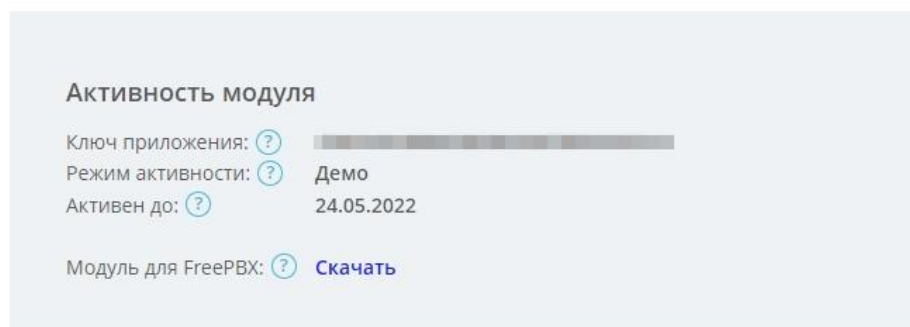 Активность модуля
Ключ приложения: ?
Режим активности: ? Демо
Активен до: ? 24.05.2022
Модуль для FreePBX: ? Скачать